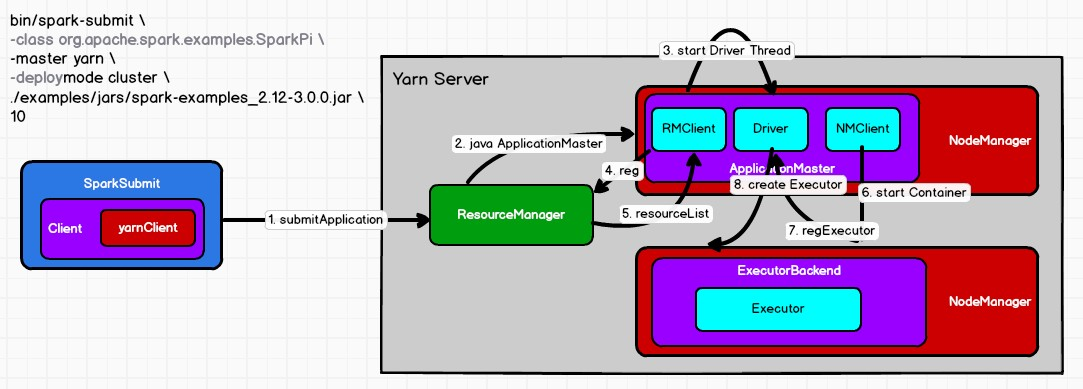 bin/spark-submit \
-class org.apache.spark.examples.SparkPi \
-master yarn \
-deploymode cluster \
./examples/jars/spark-examples_2.12-3.0.0.jar \
10
Yarn Server
3. start Driver Thread
RMClient
Driver
NMClient
ApplicationMaster
NodeManager
2. java ApplicationMaster
4. reg
8. create Executor
6. start Container
SparkSubmit
Client
yarnClient
1. submitApplication
ResourceManager
5. resourceList
7. regExecutor
ExecutorBackend
Executor
NodeManager